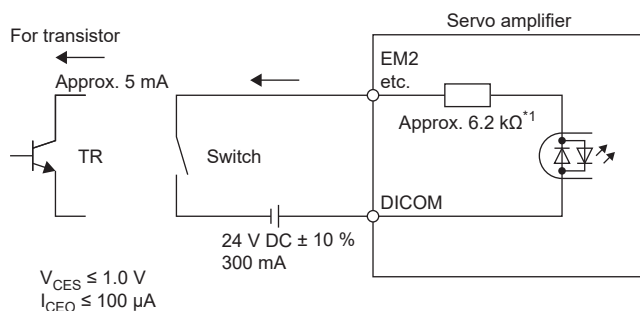 Servo amplifier
For transistor
EM2
etc.
Approx. 5 mA
Approx. 6.2 kΩ*1
TR
Switch
DICOM
24 V DC ± 10 %
300 mA
VCES ≤ 1.0 V
ICEO ≤ 100 μA